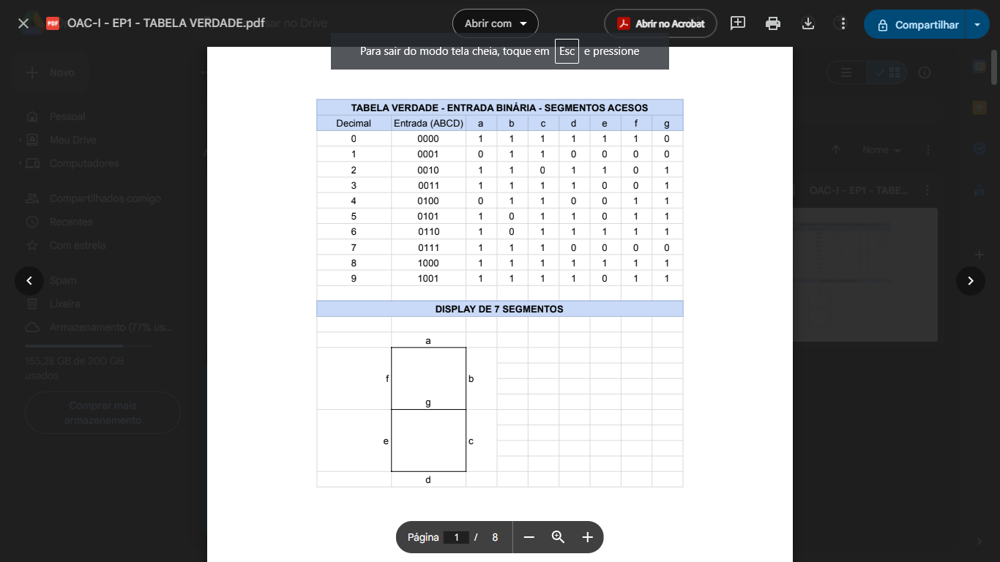 PDF OAC-I - EP1 - TABELA VERDADE.pdf
sar no Drive
Abrir com
Abrir no Acrobat
Compartilhar
Para sair do modo tela cheia, toque em Esc e pressione
Novo
Pessoal
Meu Drive
Computadores
Compartilhados comigo
Recentes
Com estrela
Spam
Lixeira
Armazenamento (77% us...
155,28 GB de 200 GB
usados
Comprar mais
armazenamento
Nome
OAC-I - EP1 - TABE...
TABELA VERDADE - ENTRADA BINÁRIA - SEGMENTOS ACESOS
Decimal Entrada (ABCD) a b c d e f g
0 0000 1 1 1 1 1 1 0
1 0001 0 1 1 0 0 0 0
2 0010 1 1 0 1 1 0 1
3 0011 1 1 1 1 0 0 1
4 0100 0 1 1 0 0 1 1
5 0101 1 0 1 1 0 1 1
6 0110 1 0 1 1 1 1 1
7 0111 1 1 1 0 0 0 0
8 1000 1 1 1 1 1 1 1
9 1001 1 1 1 1 0 1 1
DISPLAY DE 7 SEGMENTOS
a
f b
g
e c
d
Página 1 / 8